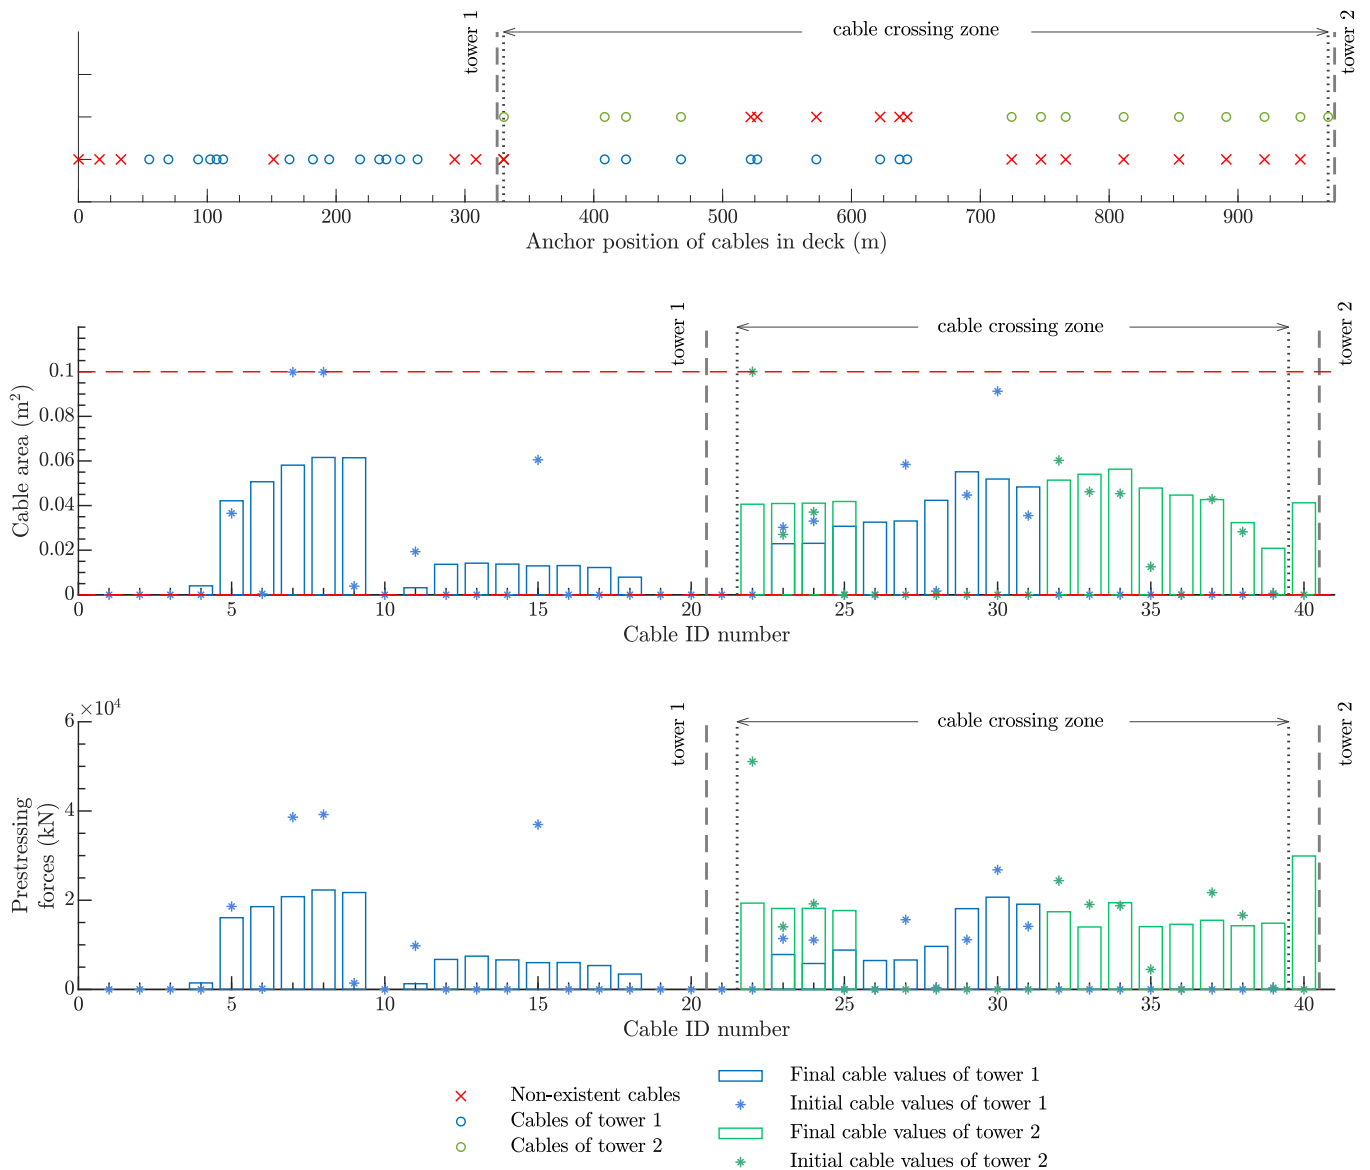 tower 1
cable crossing zone
tower 2
0 100 200 300 400 500 600 700 800 900
Anchor position of cables in deck (m)
tower 1
cable crossing zone
tower 2
Cable area (m²)
0.1
0.08
0.06
0.04
0.02
0
0 5 10 15 20 25 30 35 40
Cable ID number
tower 1
cable crossing zone
tower 2
×10⁴
Prestressing
forces (kN)
6
4
2
0
0 5 10 15 20 25 30 35 40
Cable ID number
Non-existent cables
Cables of tower 1
Cables of tower 2
Final cable values of tower 1
Initial cable values of tower 1
Final cable values of tower 2
Initial cable values of tower 2